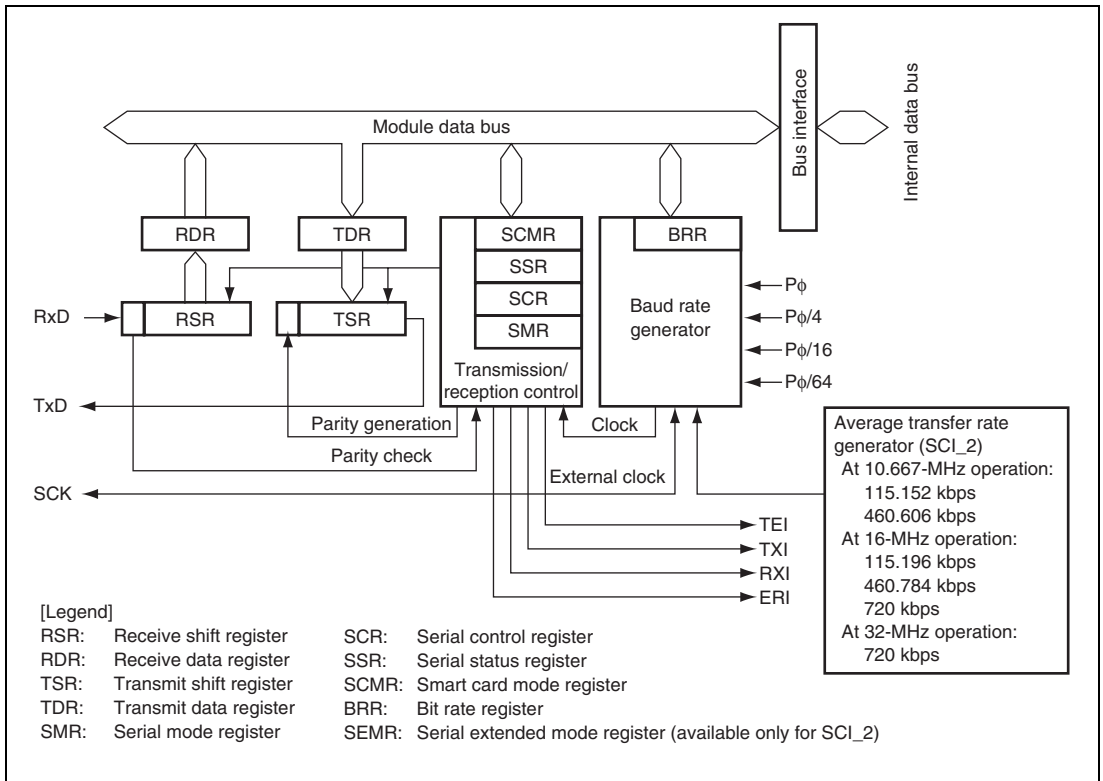 Module data bus
Bus interface
Internal data bus
RDR
TDR
SCMR
BRR
SSR
SCR
SMR
RxD
RSR
TSR
Baud rate
generator
Pϕ
Pϕ/4
Pϕ/16
Pϕ/64
Transmission/
reception control
TxD
Parity generation
Clock
Parity check
External clock
SCK
Average transfer rate
generator (SCI_2)
At 10.667-MHz operation:
115.152 kbps
460.606 kbps
At 16-MHz operation:
115.196 kbps
460.784 kbps
720 kbps
At 32-MHz operation:
720 kbps
TEI
TXI
RXI
ERI
[Legend]
RSR: Receive shift register
RDR: Receive data register
TSR: Transmit shift register
TDR: Transmit data register
SMR: Serial mode register
SCR: Serial control register
SSR: Serial status register
SCMR: Smart card mode register
BRR: Bit rate register
SEMR: Serial extended mode register (available only for SCI_2)